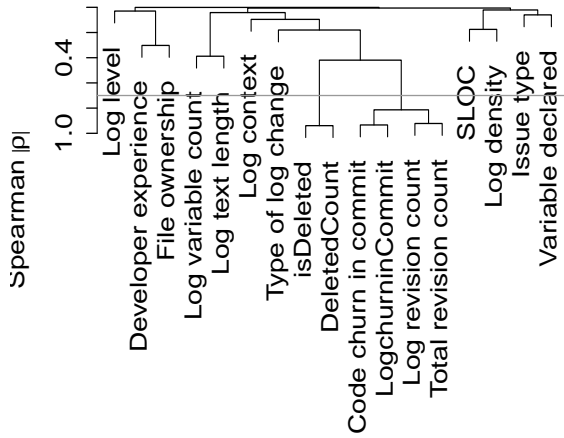 Spearman |ρ|
0.4
1.0
Log level
Developer experience
File ownership
Log variable count
Log text length
Log context
Type of log change
isDeleted
DeletedCount
Code churn in commit
LogchurninCommit
Log revision count
Total revision count
SLOC
Log density
Issue type
Variable declared